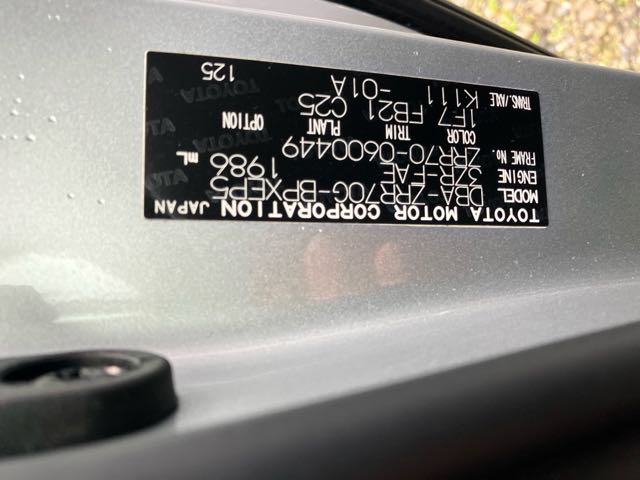 TOYOTA MOTOR CORPORATION JAPAN
MODEL DBA-ZRR70G-BPXEP5
ENGINE 3ZR-FAE 1986 mL
FRAME No. ZRR70-0600449
COLOR TRIM PLANT OPTION
1F7 FB21 C25
TRANS./AXLE K111
-01A
125